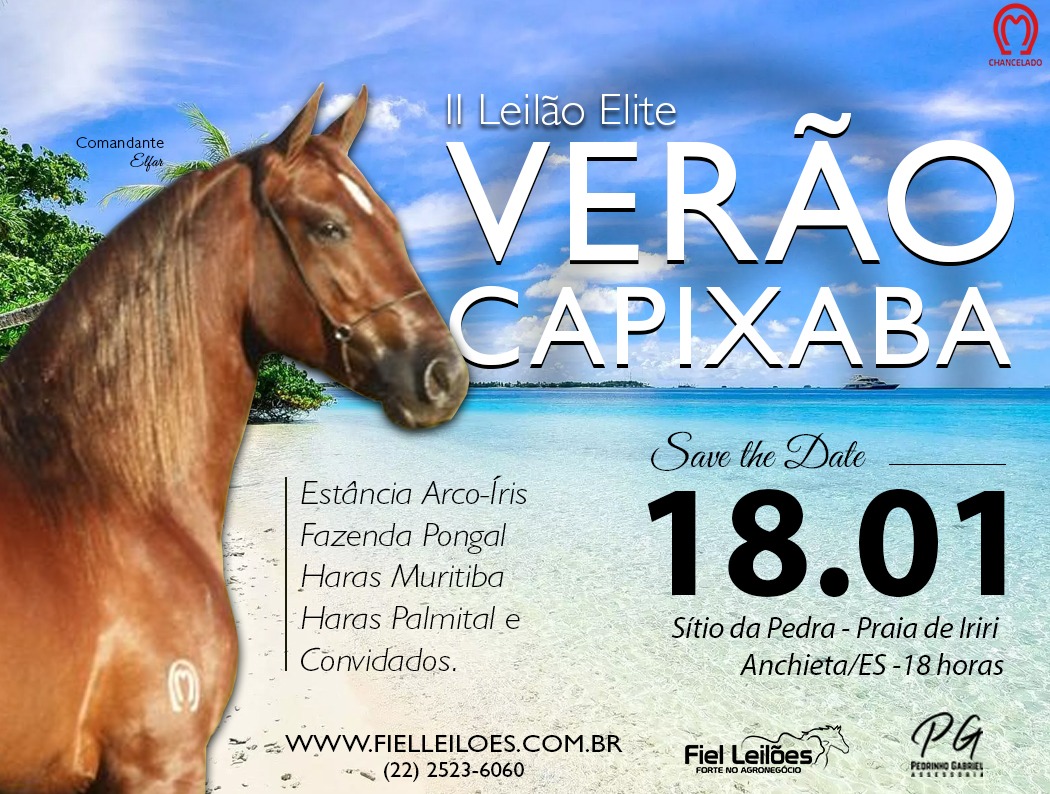 CHANCELADO
Comandante
Elfar
II Leilão Elite
VERÃO
CAPIXABA
Save the Date
18.01
Sítio da Pedra - Praia de Iriri
Anchieta/ES -18 horas
Estância Arco-Íris
Fazenda Pongal
Haras Muritiba
Haras Palmital e
Convidados.
WWW.FIELLEILOES.COM.BR
(22) 2523-6060
Fiel Leilões
FORTE NO AGRONEGÓCIO
PG
PEDRINHO GABRIEL
ASSESSORIA